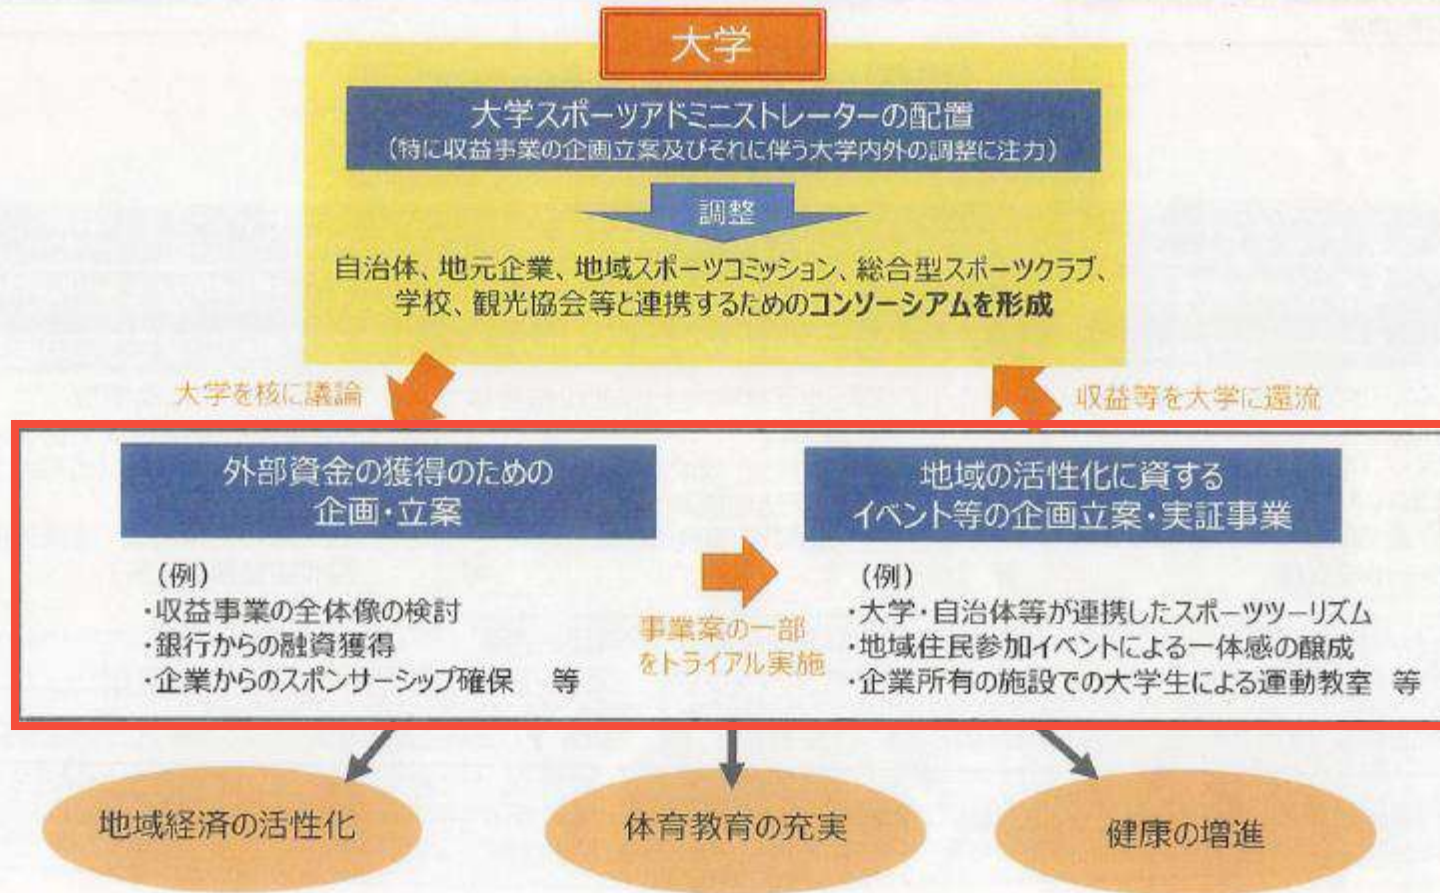 大学
大学スポーツアドミニストレーターの配置
(特に収益事業の企画立案及びそれに伴う大学内外の調整に注力)
調整
自治体、地元企業、地域スポーツコミッション、総合型スポーツクラブ、
学校、観光協会等と連携するためのコンソーシアムを形成
大学を核に議論
収益等を大学に還流
外部資金の獲得のための
企画・立案
(例)
・収益事業の全体像の検討
・銀行からの融資獲得
・企業からのスポンサーシップ確保 等
事業案の一部
をトライアル実施
地域の活性化に資する
イベント等の企画立案・実証事業
(例)
・大学・自治体等が連携したスポーツツーリズム
・地域住民参加イベントによる一体感の醸成
・企業所有の施設での大学生による運動教室 等
地域経済の活性化
体育教育の充実
健康の増進